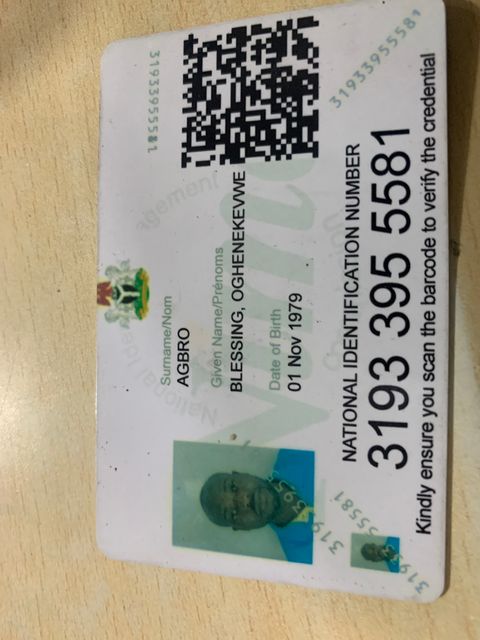 31933955581
Surname/Nom
AGBRO
Given Name/Prénoms
BLESSING, OGHENEKEVWE
Date of Birth
01 Nov 1979
31933955581
NATIONAL IDENTIFICATION NUMBER
3193 395 5581
Kindly ensure you scan the barcode to verify the credential